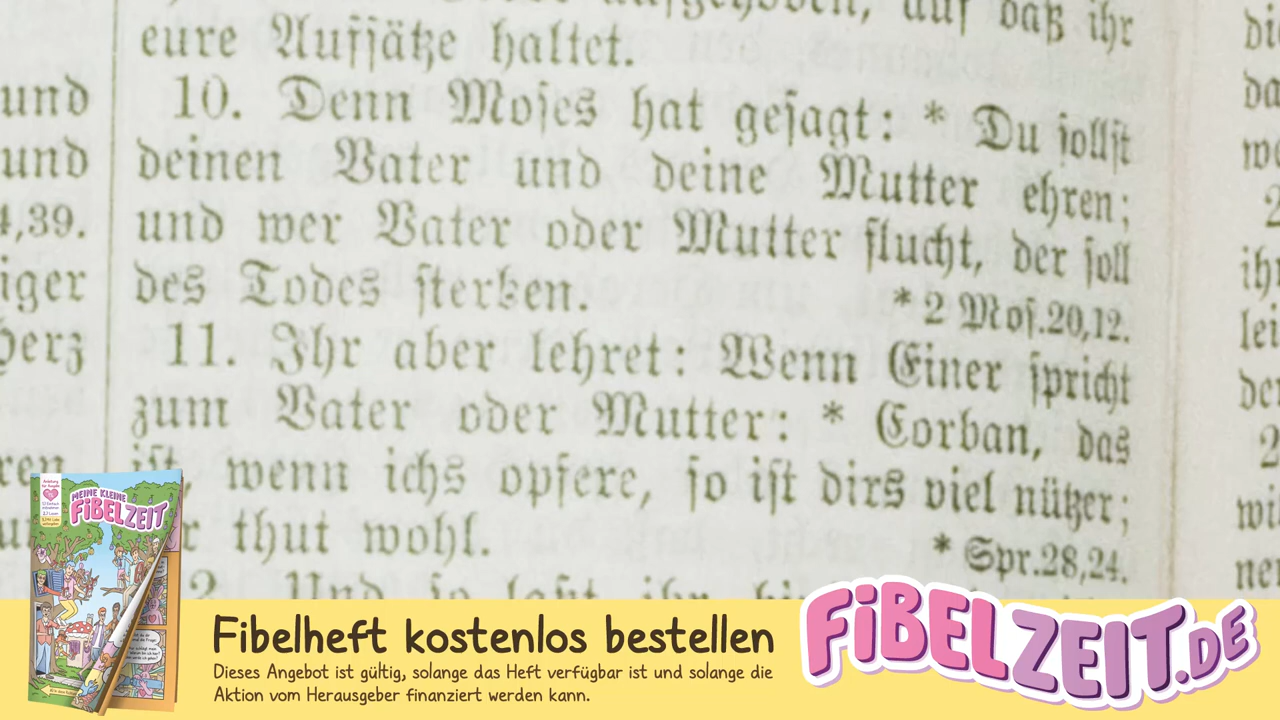 auf daß ihr
eure Aufsätze haltet.
10. Denn Moses hat gesagt: * Du sollst
deinen Vater und deine Mutter ehren;
und wer Vater oder Mutter flucht, der soll
des Todes sterben.
* 2 Mos.20,12.
11. Ihr aber lehret: Wenn Einer spricht
zum Vater oder Mutter: * Corban, das
ist, wenn ichs opfere, so ist dirs viel nützer;
thut wohl.
* Spr.28,24.
und
und
4,39.
MEINE KLEINE
FIBELZEIT
Fibelheft kostenlos bestellen
Dieses Angebot ist gültig, solange das Heft verfügbar ist und solange die
Aktion vom Herausgeber finanziert werden kann.
FIBELZEIT.DE